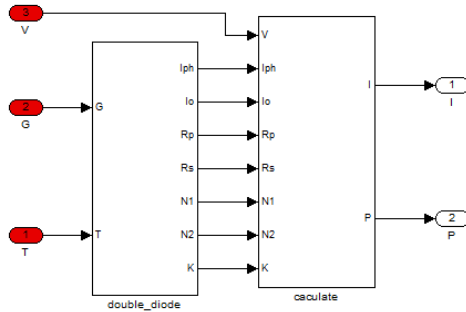 3
V
V
Iph
Iph
I
1
I
2
G
G
Io
Io
Rp
Rp
Rs
Rs
N1
N1
1
T
T
N2
N2
P
2
P
K
K
double_diode
caculate